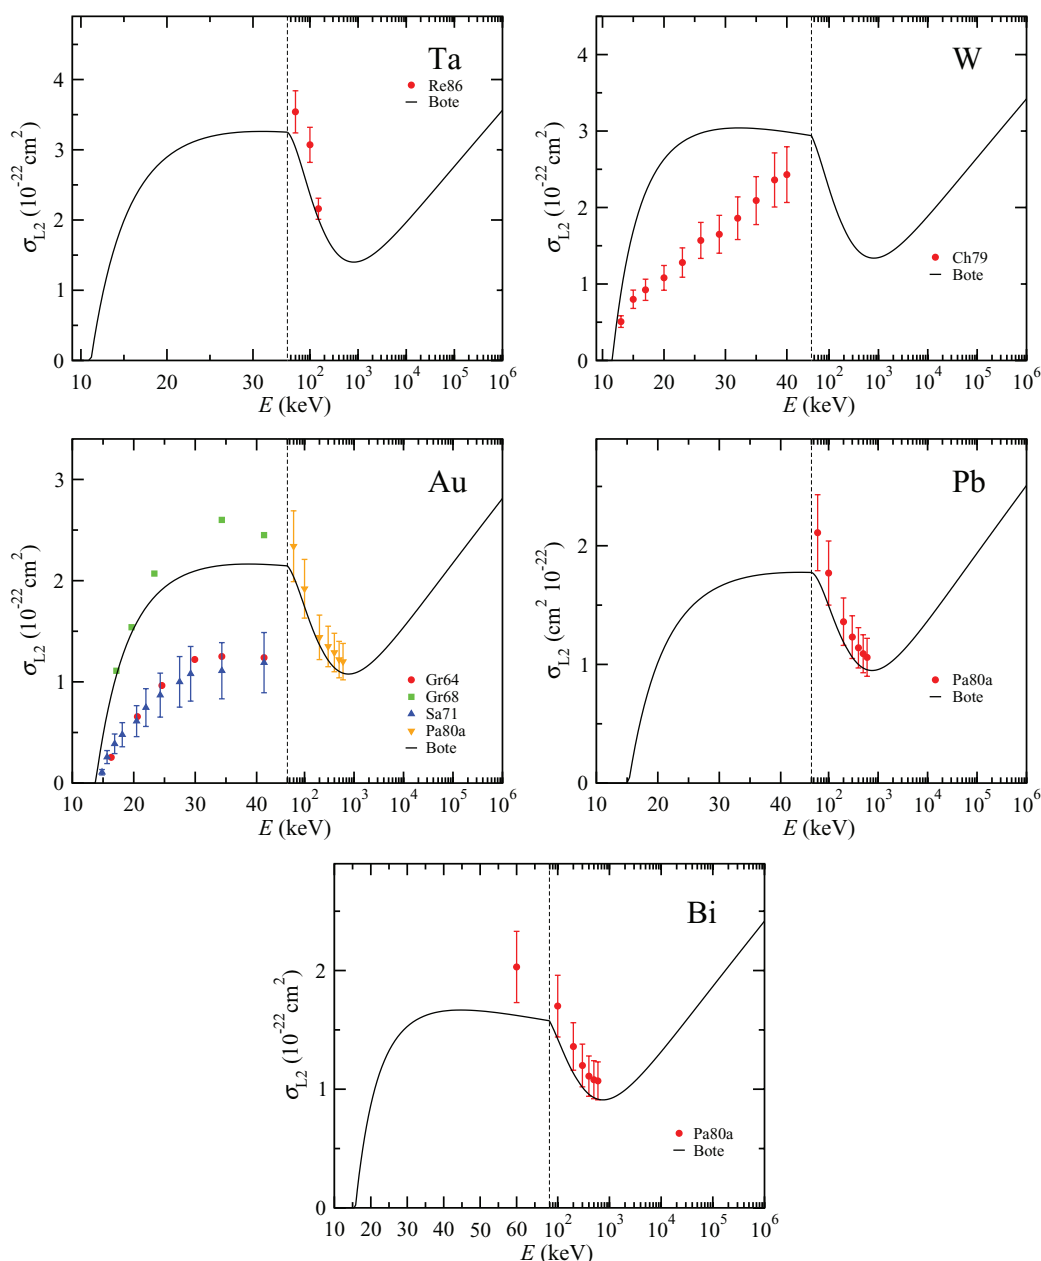 Ta
Re86
Bote
4
3
2
1
0
σL2 (10-22cm2)
10 20 30 102 103 104 105 106
E (keV)
W
Ch79
Bote
4
3
2
1
0
σL2 (10-22cm2)
10 20 30 40 102 103 104 105 106
E (keV)
Au
Gr64
Gr68
Sa71
Pa80a
Bote
3
2
1
0
σL2 (10-22cm2)
10 20 30 40 102 103 104 105 106
E (keV)
Pb
Pa80a
Bote
2
1
0
σL2 (cm2 10-22)
10 20 30 40 102 103 104 105 106
E (keV)
Bi
Pa80a
Bote
2
1
0
σL2 (10-22cm2)
10 20 30 40 50 60 102 103 104 105 106
E (keV)